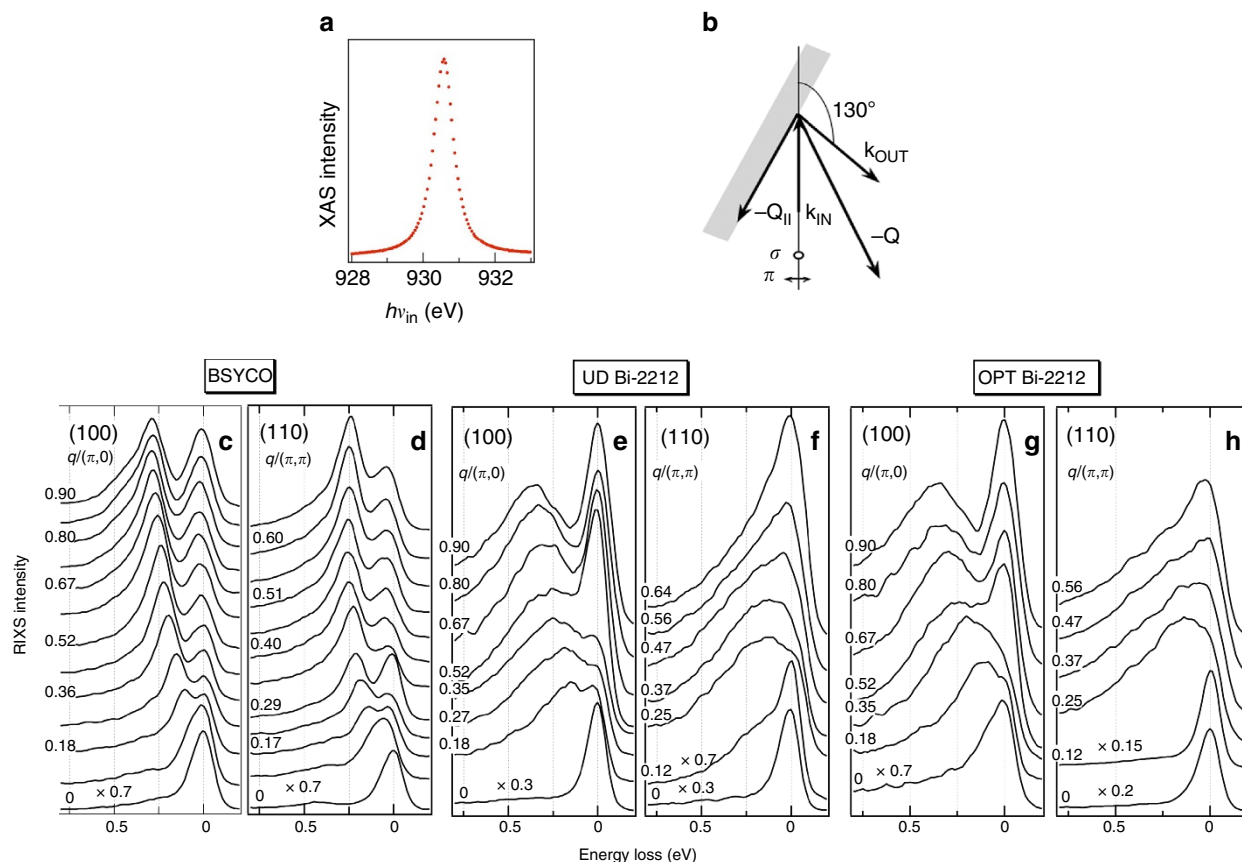 a
XAS intensity
928
930
932
hν_in (eV)
b
130°
k_OUT
–Q_II
k_IN
–Q
σ
π
BSYCO
UD Bi-2212
OPT Bi-2212
RIXS intensity
(100)
c
q/(π,0)
0.90
0.80
0.67
0.52
0.36
0.18
× 0.7
0
0.5
0
(110)
d
q/(π,π)
0.60
0.51
0.40
0.29
0.17
× 0.7
0
0.5
0
(100)
e
q/(π,0)
0.90
0.80
0.67
0.52
0.35
0.27
0.18
× 0.3
0
0.5
0
(110)
f
q/(π,π)
0.64
0.56
0.47
0.37
0.25
× 0.7
0.12
× 0.3
0
0.5
0
(100)
g
q/(π,0)
0.90
0.80
0.67
0.52
0.35
0.18
× 0.7
0
0.5
0
(110)
h
q/(π,π)
0.56
0.47
0.37
0.25
0.12
× 0.15
× 0.2
0
0.5
0
Energy loss (eV)